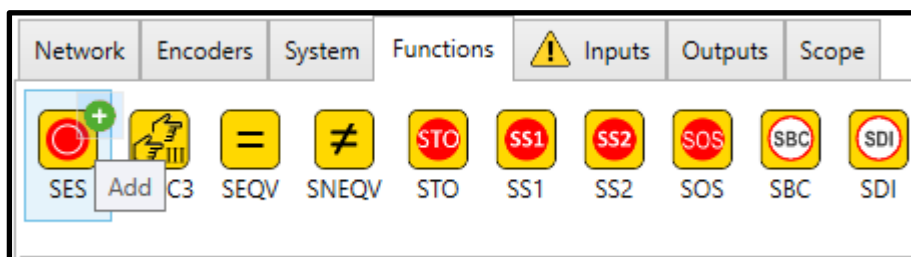 Network Encoders System Functions Inputs Outputs Scope
STO SS1 SS2 SOS SBC SDI
SES Add C3 SEQV SNEQV STO SS1 SS2 SOS SBC SDI